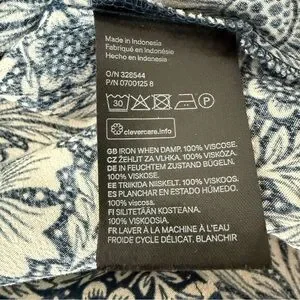 Made in Indonesia
Fabriqué en Indonésie
Hecho en Indonesia
O/N 328544
P/N 0700125 8
30
P
clevercare.info
GB IRON WHEN DAMP. 100% VISCOSE.
CZ ŽEHLIT ZA VLHKA. 100% VISKÓZA.
DE IN FEUCHTEM ZUSTAND BÜGELN.
100% VISKOSE.
EE TRIIKIDA NIISKELT. 100% VISKOOS.
ES PLANCHAR EN ESTADO HÚMEDO.
100% viscosa.
FI SILITETÄÄN KOSTEANA.
100% VISKOOSIA.
FR LAVER À LA MACHINE À L'EAU
FROIDE CYCLE DÉLICAT. BLANCHIR